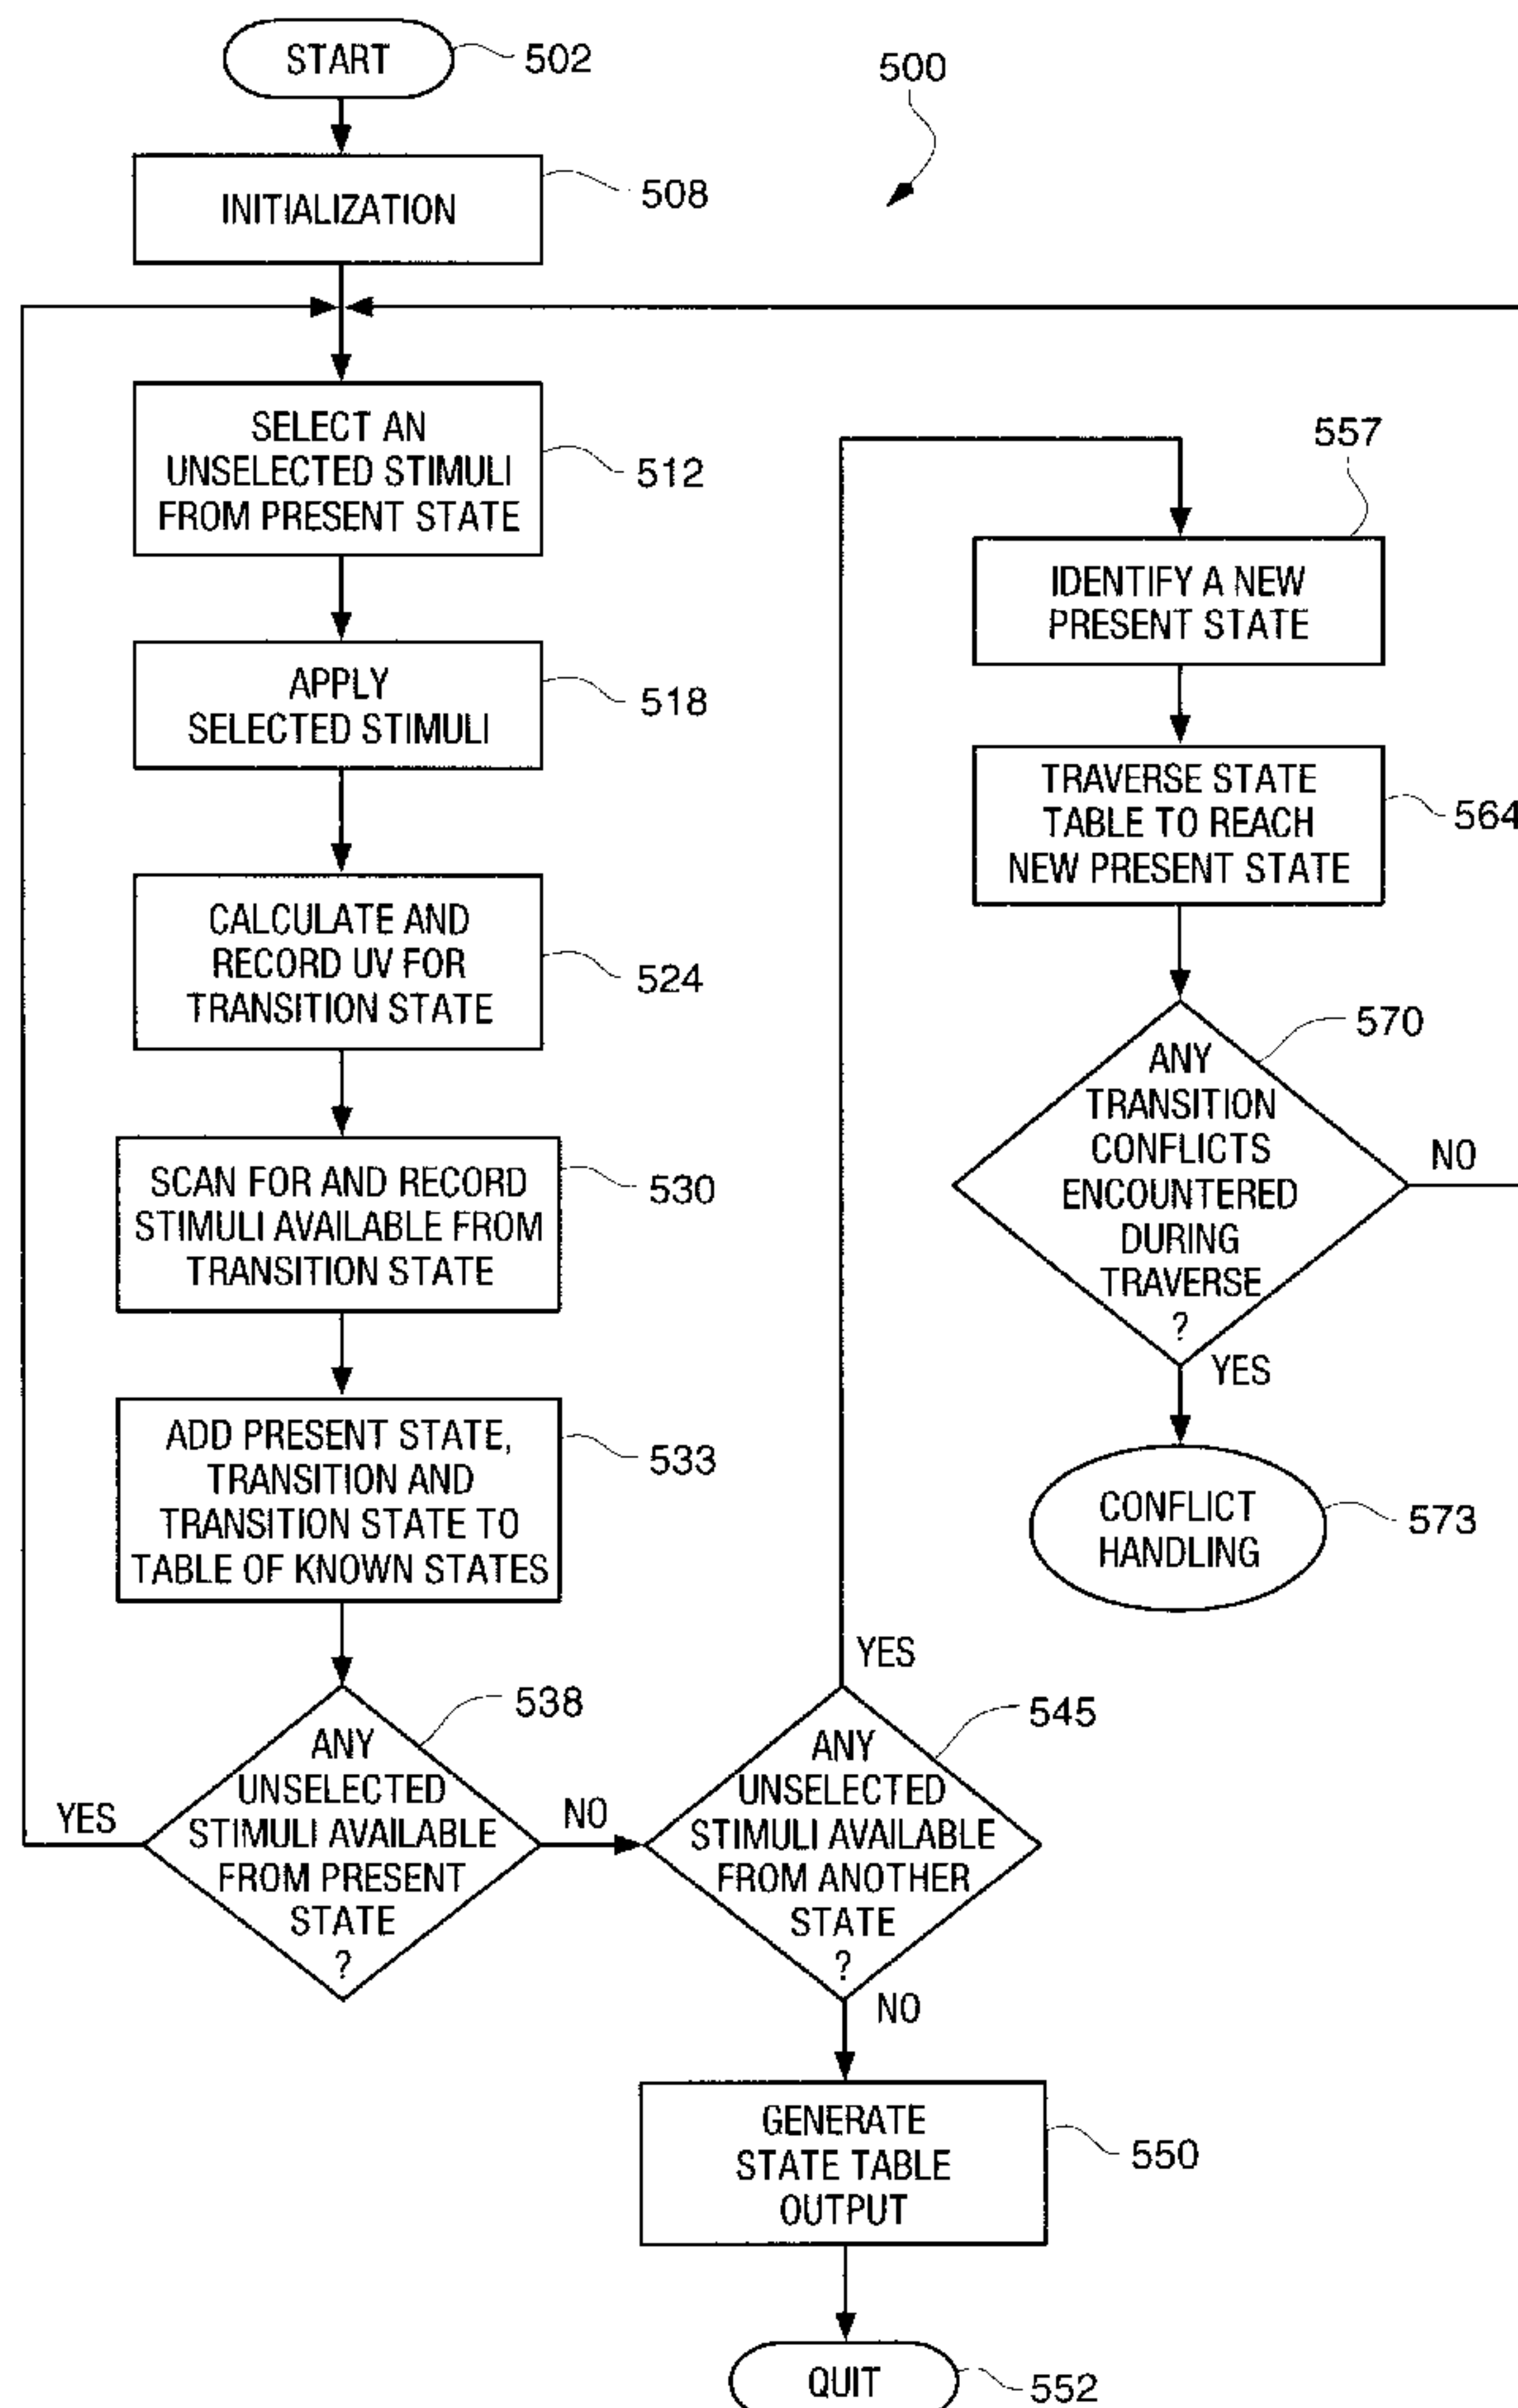 START
502
500
INITIALIZATION
508
SELECT AN
UNSELECTED STIMULI
FROM PRESENT STATE
512
APPLY
SELECTED STIMULI
518
CALCULATE AND
RECORD UV FOR
TRANSITION STATE
524
SCAN FOR AND RECORD
STIMULI AVAILABLE FROM
TRANSITION STATE
530
ADD PRESENT STATE,
TRANSITION AND
TRANSITION STATE TO
TABLE OF KNOWN STATES
533
ANY
UNSELECTED
STIMULI AVAILABLE
FROM PRESENT
STATE
?
538
YES
NO
ANY
UNSELECTED
STIMULI AVAILABLE
FROM ANOTHER
STATE
?
545
YES
NO
557
IDENTIFY A NEW
PRESENT STATE
TRAVERSE STATE
TABLE TO REACH
NEW PRESENT STATE
564
ANY
TRANSITION
CONFLICTS
ENCOUNTERED
DURING
TRAVERSE
?
570
NO
YES
CONFLICT
HANDLING
573
GENERATE
STATE TABLE
OUTPUT
550
QUIT
552